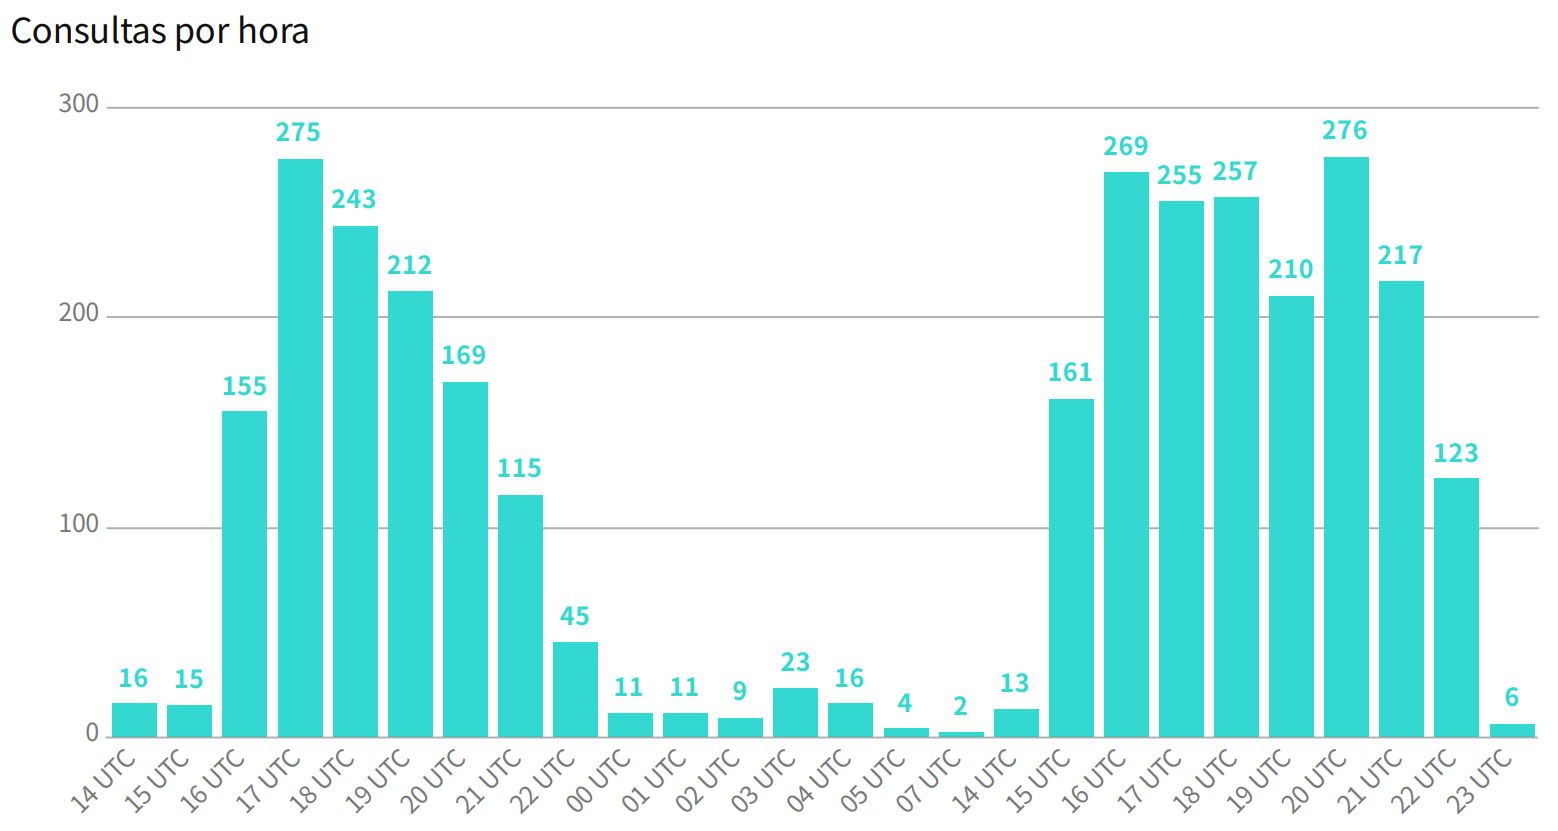 Consultas por hora
300
275
276
269
255
257
243
217
212
210
200
169
161
155
123
115
100
45
23
16
15
11
11
9
16
4
2
13
6
0
14 UTC
15 UTC
16 UTC
17 UTC
18 UTC
19 UTC
20 UTC
21 UTC
22 UTC
00 UTC
01 UTC
02 UTC
03 UTC
04 UTC
05 UTC
07 UTC
14 UTC
15 UTC
16 UTC
17 UTC
18 UTC
19 UTC
20 UTC
21 UTC
22 UTC
23 UTC